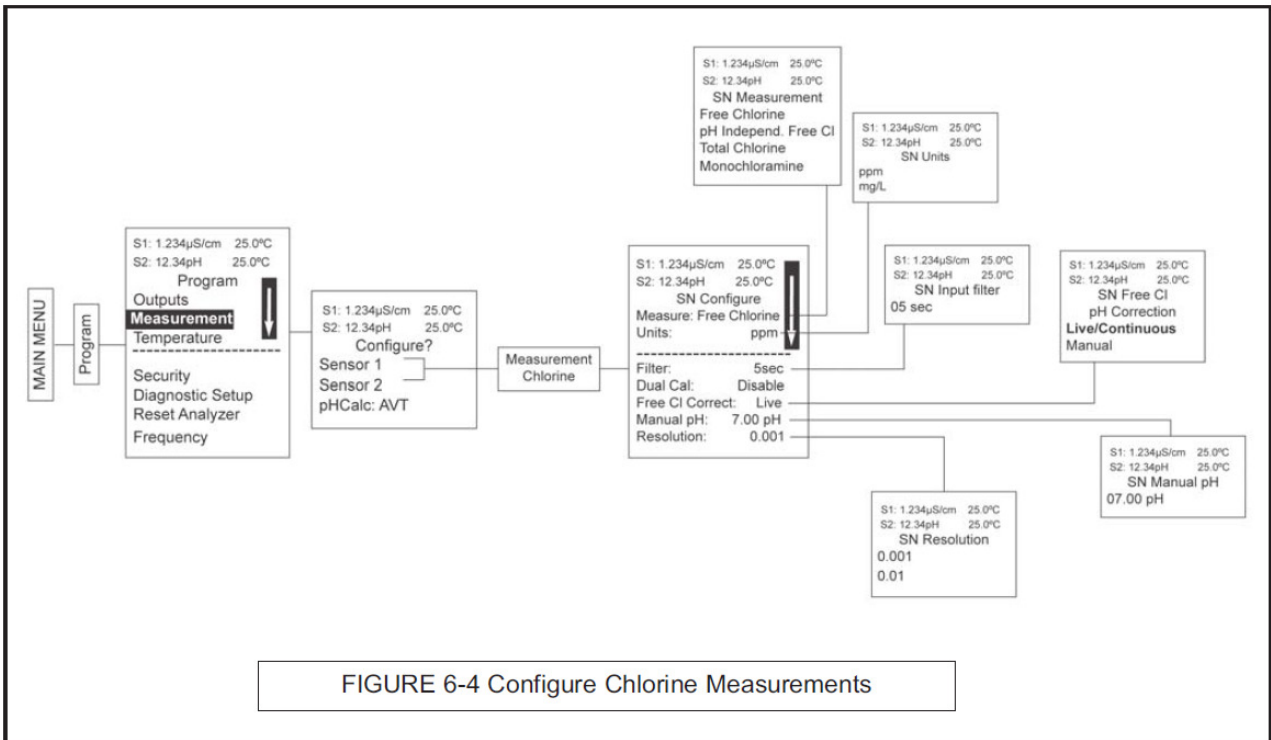 MAIN MENU
Program
S1: 1.234µS/cm 25.0ºC
S2: 12.34pH 25.0ºC
Program
Outputs
Measurement
Temperature
Security
Diagnostic Setup
Reset Analyzer
Frequency
S1: 1.234µS/cm 25.0ºC
S2: 12.34pH 25.0ºC
Configure?
Sensor 1
Sensor 2
pHCalc: AVT
Measurement
Chlorine
S1: 1.234µS/cm 25.0ºC
S2: 12.34pH 25.0ºC
SN Configure
Measure: Free Chlorine
Units: ppm
Filter: 5sec
Dual Cal: Disable
Free Cl Correct: Live
Manual pH: 7.00 pH
Resolution: 0.001
S1: 1.234µS/cm 25.0ºC
S2: 12.34pH 25.0ºC
SN Measurement
Free Chlorine
pH Independ. Free Cl
Total Chlorine
Monochloramine
S1: 1.234µS/cm 25.0ºC
S2: 12.34pH 25.0ºC
SN Units
ppm
mg/L
S1: 1.234µS/cm 25.0ºC
S2: 12.34pH 25.0ºC
SN Input filter
05 sec
S1: 1.234µS/cm 25.0ºC
S2: 12.34pH 25.0ºC
SN Free Cl
pH Correction
Live/Continuous
Manual
S1: 1.234µS/cm 25.0ºC
S2: 12.34pH 25.0ºC
SN Manual pH
07.00 pH
S1: 1.234µS/cm 25.0ºC
S2: 12.34pH 25.0ºC
SN Resolution
0.001
0.01
FIGURE 6-4 Configure Chlorine Measurements